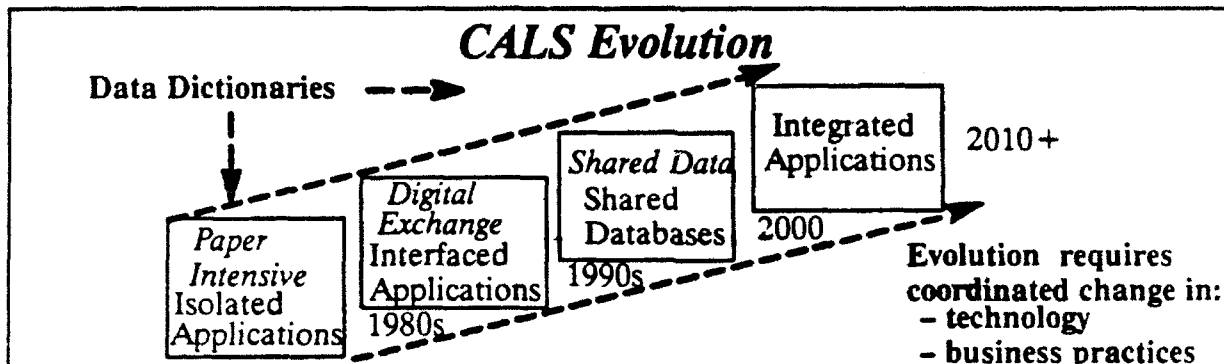 CALS Evolution
Data Dictionaries
Paper
Intensive
Isolated
Applications
Digital
Exchange
Interfaced
Applications
1980s
Shared Data
Shared
Databases
1990s
Integrated
Applications
2000
2010+
Evolution requires
coordinated change in:
– technology
– business practices